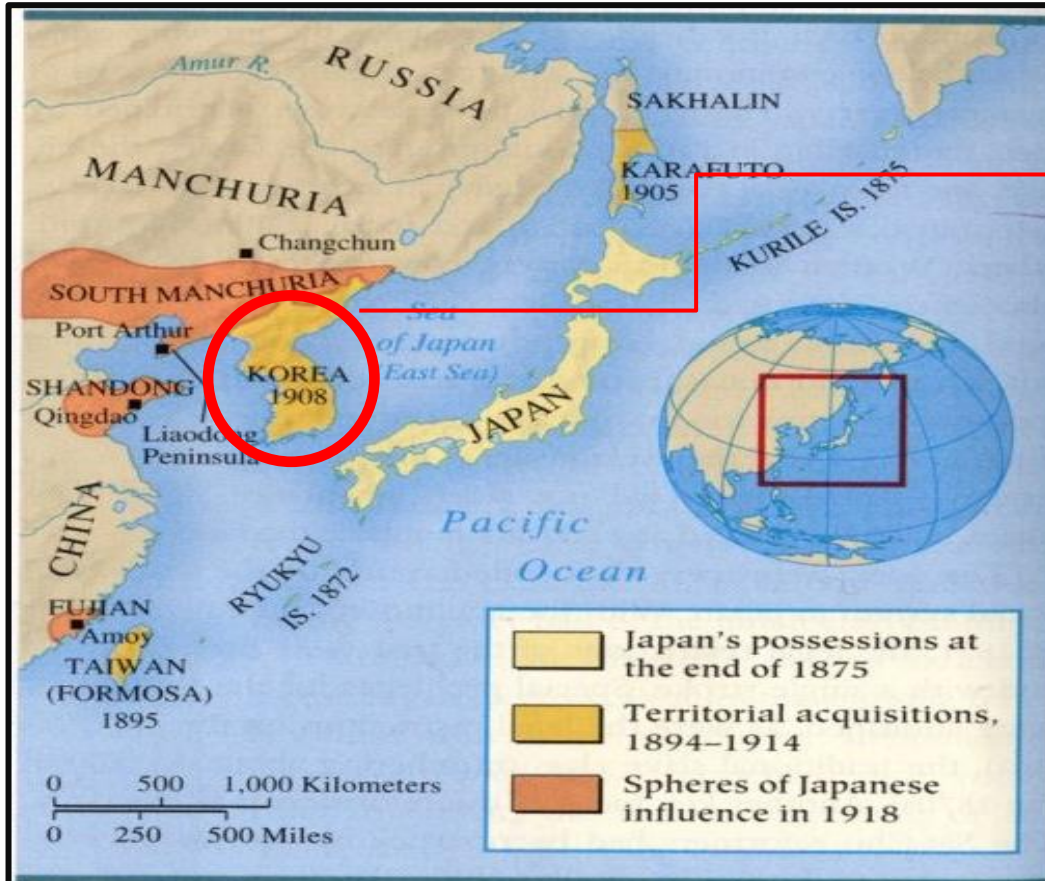 Amur R.
RUSSIA
SAKHALIN
MANCHURIA
KARAFUTO
1905
KURILE IS. 1875
Changchun
SOUTH MANCHURIA
Port Arthur
Sea
of Japan
(East Sea)
KOREA
1908
SHANDONG
Qingdao
Liaodong
Peninsula
JAPAN
CHINA
Pacific
Ocean
RYUKYU
IS. 1872
FUJIAN
Amoy
TAIWAN
(FORMOSA)
1895
Japan's possessions at
the end of 1875
Territorial acquisitions,
1894–1914
Spheres of Japanese
influence in 1918
0 500 1,000 Kilometers
0 250 500 Miles